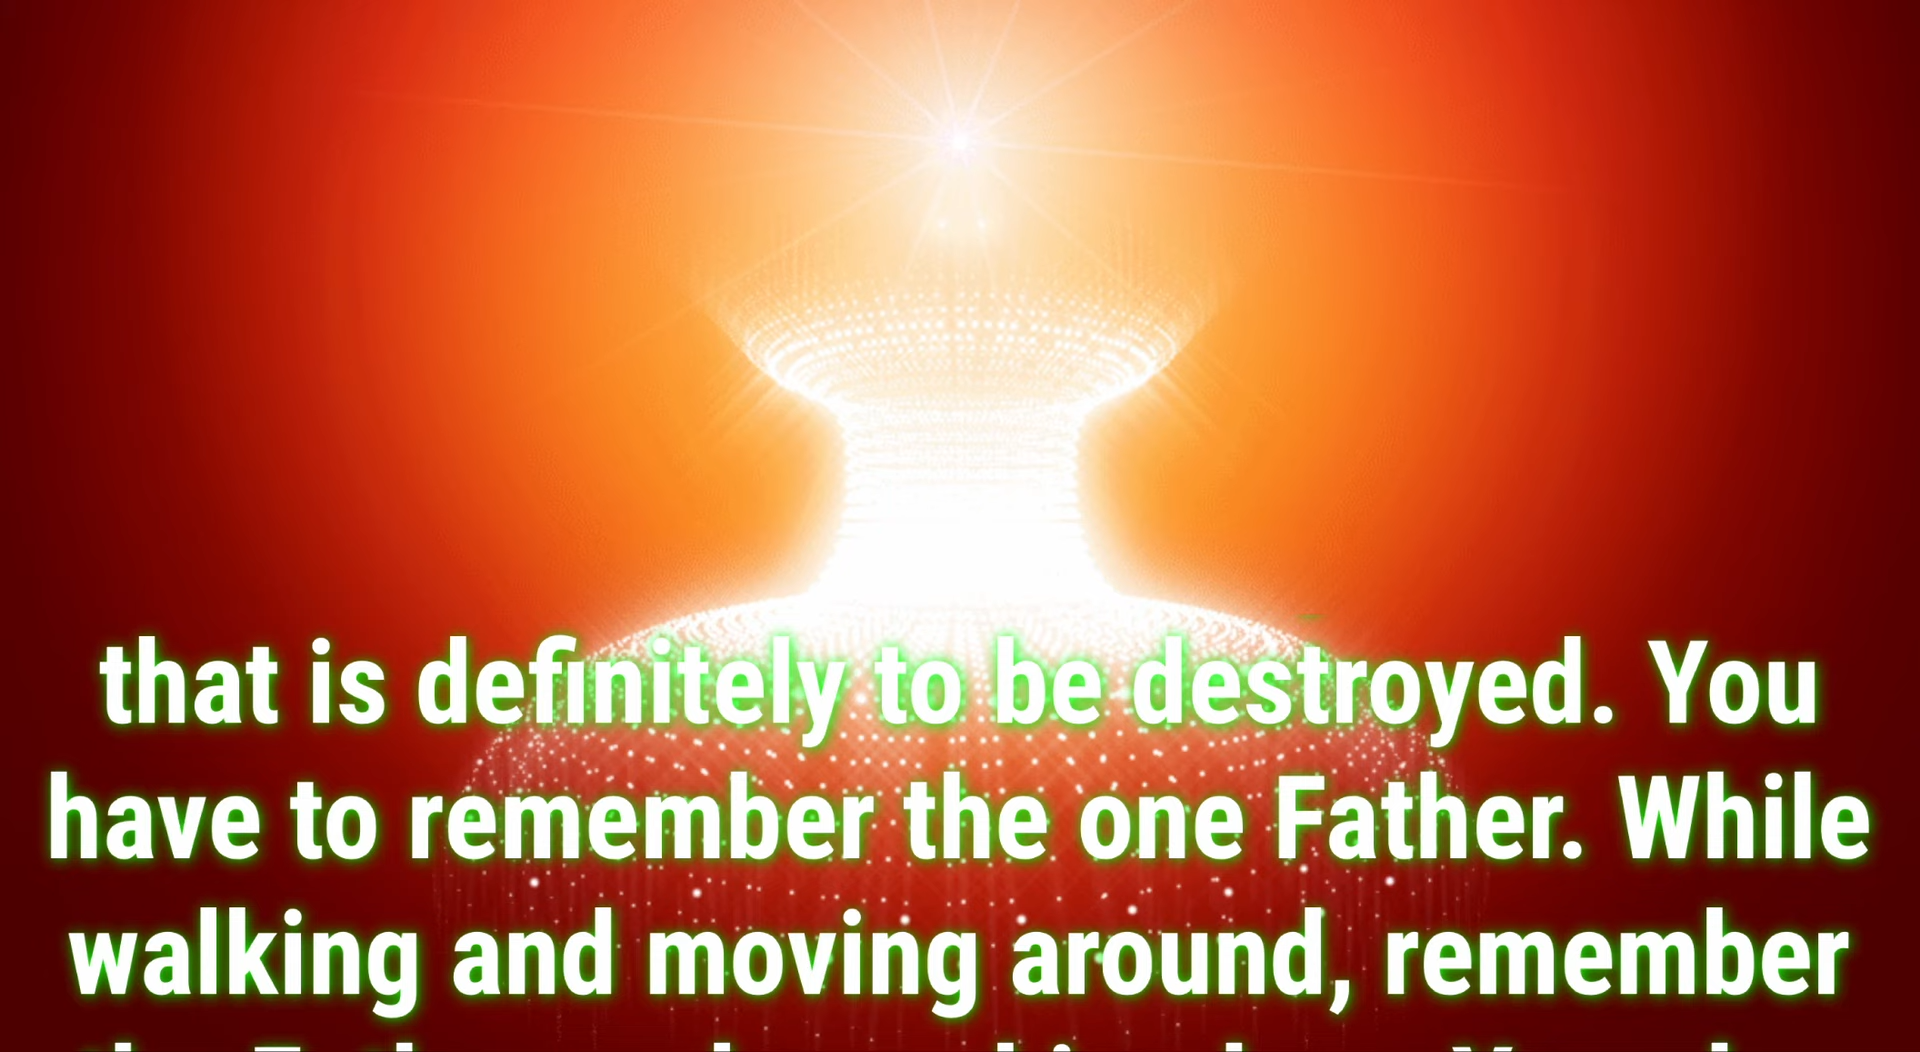 that is definitely to be destroyed. You
have to remember the one Father. While
walking and moving around, remember